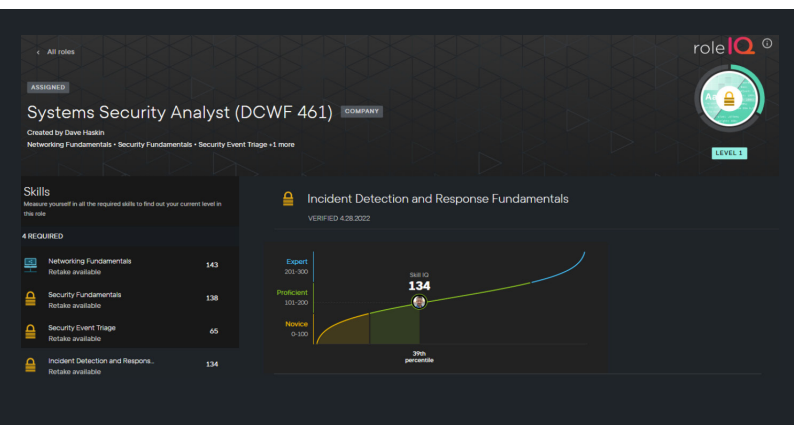 ‹ All roles
role IQ
ASSIGNED
Systems Security Analyst (DCWF 461) COMPANY
Created by Dave Haskin
Networking Fundamentals • Security Fundamentals • Security Event Triage +1 more
LEVEL 1
Skills
Measure yourself in all the required skills to find out your current level in
this role
4 REQUIRED
Networking Fundamentals
Retake available
143
Security Fundamentals
Retake available
138
Security Event Triage
Retake available
65
Incident Detection and Respons...
Retake available
134
Incident Detection and Response Fundamentals
VERIFIED 4.28.2022
Expert
201-300
Proficient
101-200
Novice
0-100
Skill IQ
134
39th
percentile